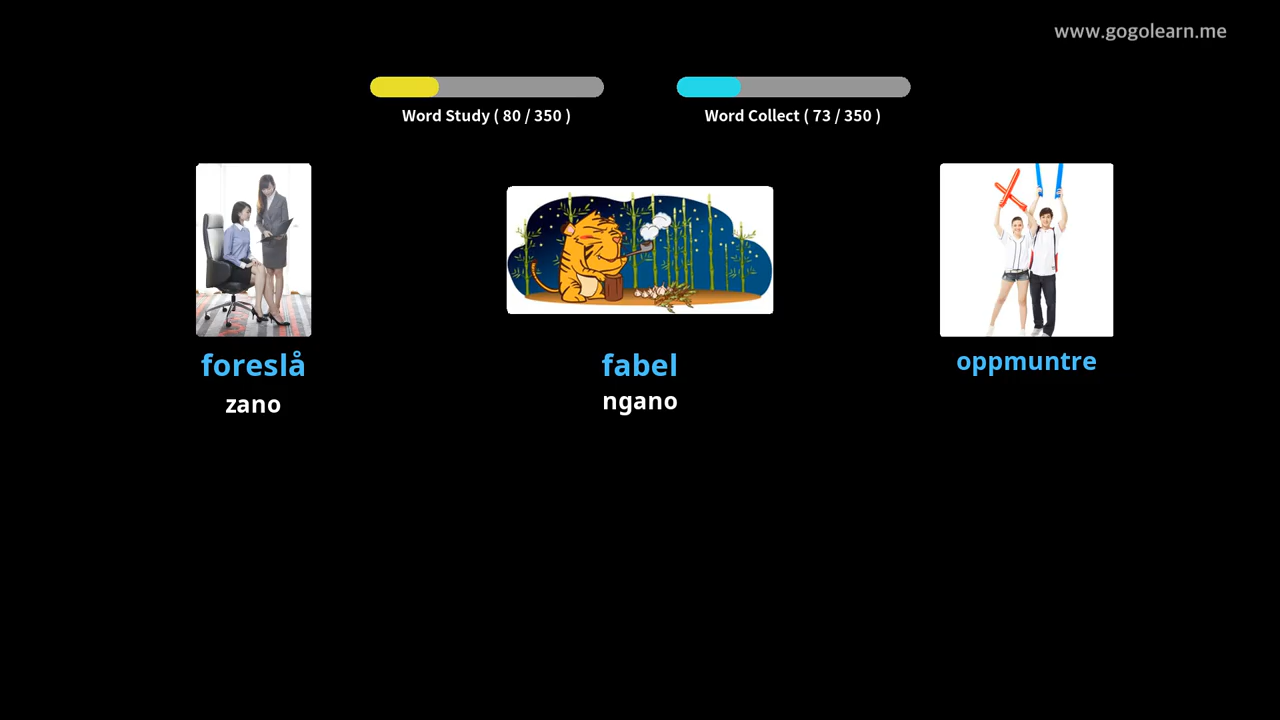 www.gogolearn.me
Word Study ( 80 / 350 )
Word Collect ( 73 / 350 )
foreslå
zano
fabel
ngano
oppmuntre